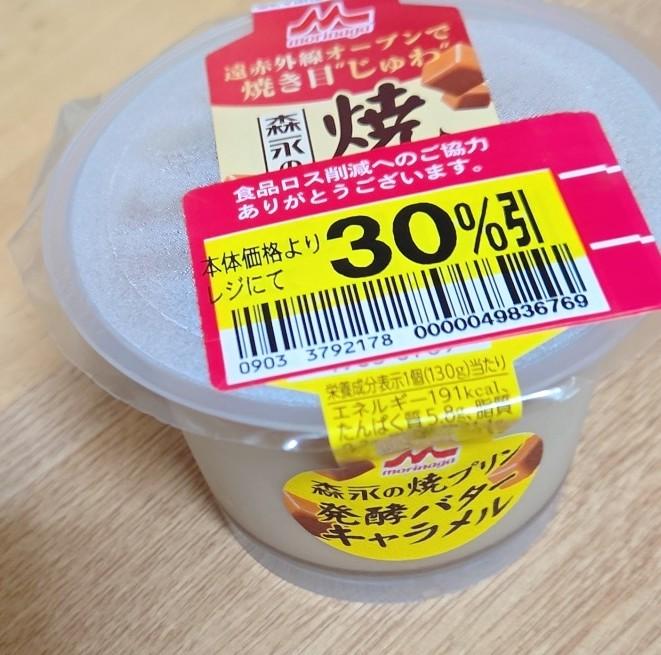 morinaga
遠赤外線オーブンで
焼き目"じゅわ"
森永の
焼
食品ロス削減へのご協力
ありがとうございます。
本体価格より
レジにて
30%引
0903 3792178 0000049836769
栄養成分表示1個(130g)当たり
エネルギー191kcal、
たんぱく質5.8g、脂質
morinaga
森永の焼プリン
発酵バター
キャラメル